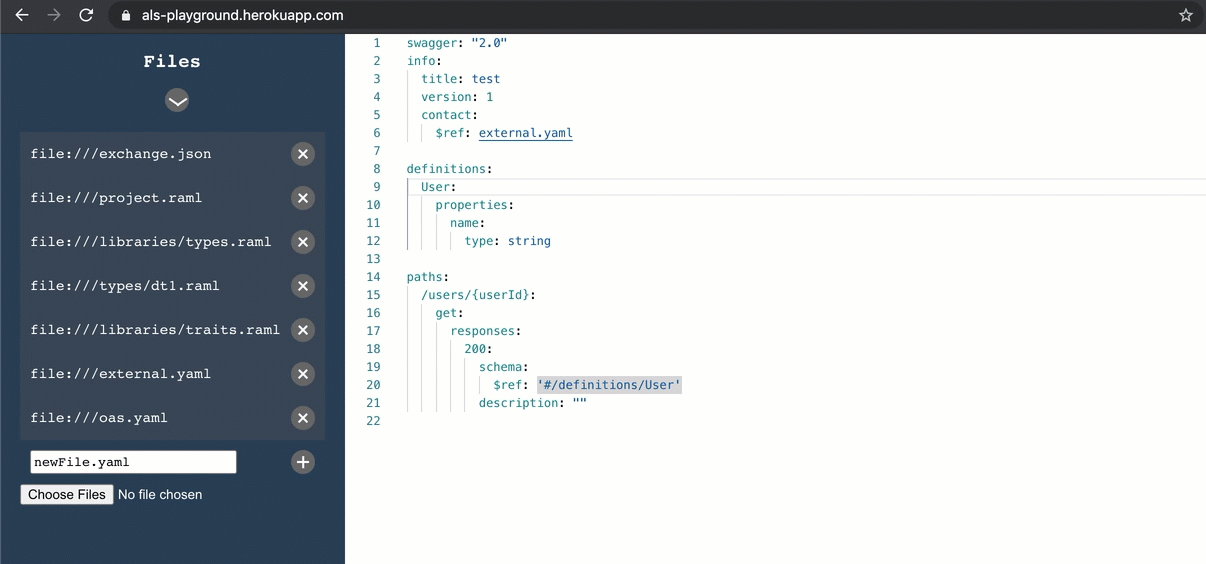 als-playground.herokuapp.com
Files
file:///exchange.json
file:///project.raml
file:///libraries/types.raml
file:///types/dt1.raml
file:///libraries/traits.raml
file:///external.yaml
file:///oas.yaml
newFile.yaml
Choose Files No file chosen
1 swagger: "2.0"
2 info:
3 title: test
4 version: 1
5 contact:
6 $ref: external.yaml
7
8 definitions:
9 User:
10 properties:
11 name:
12 type: string
13
14 paths:
15 /users/{userId}:
16 get:
17 responses:
18 200:
19 schema:
20 $ref: '#/definitions/User'
21 description: ""
22